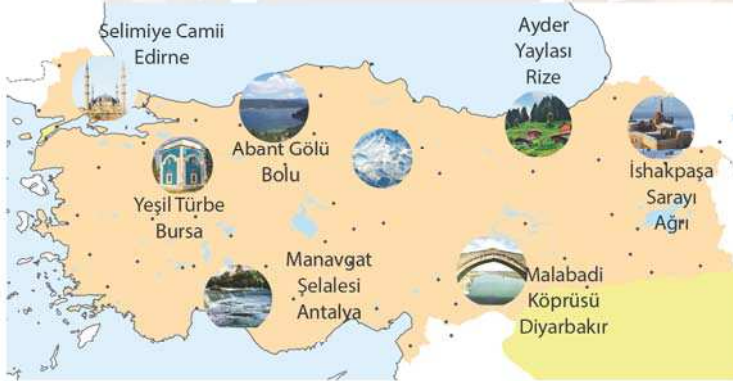 Selimiye Camii
Edirne
Ayder
Yaylası
Rize
Abant Gölü
Bolu
İshakpaşa
Sarayı
Ağrı
Yeşil Türbe
Bursa
Manavgat
Şelalesi
Antalya
Malabadi
Köprüsü
Diyarbakır